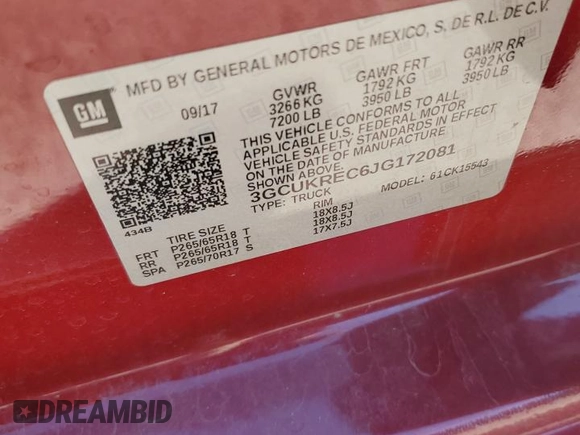 MFD BY GENERAL MOTORS DE MEXICO, S. DE R.L. DE C.V.
GM
09/17 GVWR GAWR FRT GAWR RR
3266 KG 1792 KG 1792 KG
7200 LB 3950 LB 3950 LB
THIS VEHICLE CONFORMS TO ALL
APPLICABLE U.S. FEDERAL MOTOR
VEHICLE SAFETY STANDARDS IN EFFECT
ON THE DATE OF MANUFACTURE
3GCUKREC6JG172081
TYPE: TRUCK MODEL: 61CK15543
434B
TIRE SIZE RIM
FRT P265/65R18 T 18X8.5J
RR P265/65R18 T 18X8.5J
SPA P265/70R17 S 17X7.5J
DREAMBID